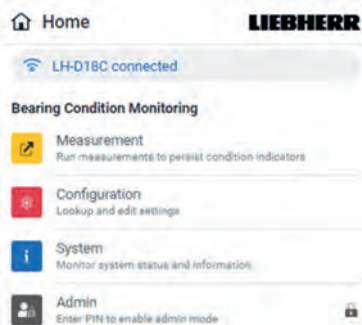 Home
LIEBHERR
LH-D18C connected
Bearing Condition Monitoring
Measurement
Run measurements to persist condition indicators
Configuration
Lookup and edit settings
System
Monitor system status and information
Admin
Enter PIN to enable admin mode